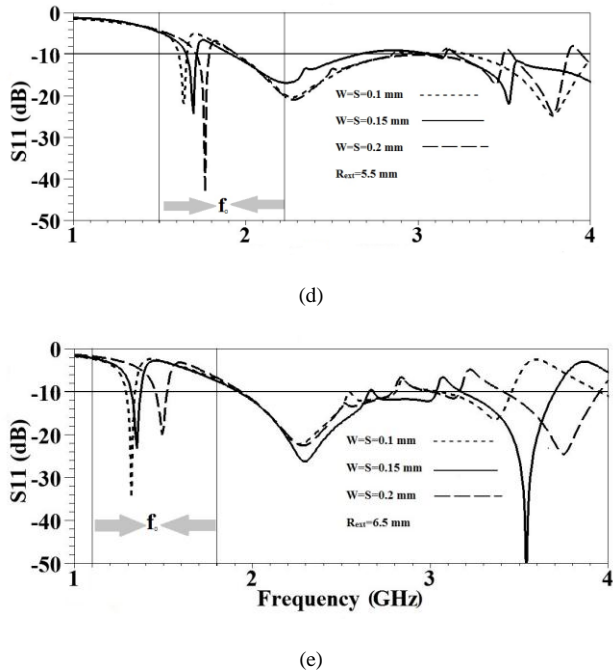 0
-10
-20
-30
-40
-50
S11 (dB)
W=S=0.1 mm
W=S=0.15 mm
W=S=0.2 mm
Rext=5.5 mm
fo
1
2
3
4
(d)
0
-10
-20
-30
-40
-50
S11 (dB)
W=S=0.1 mm
W=S=0.15 mm
W=S=0.2 mm
Rext=6.5 mm
fo
1
2
3
4
Frequency (GHz)
(e)